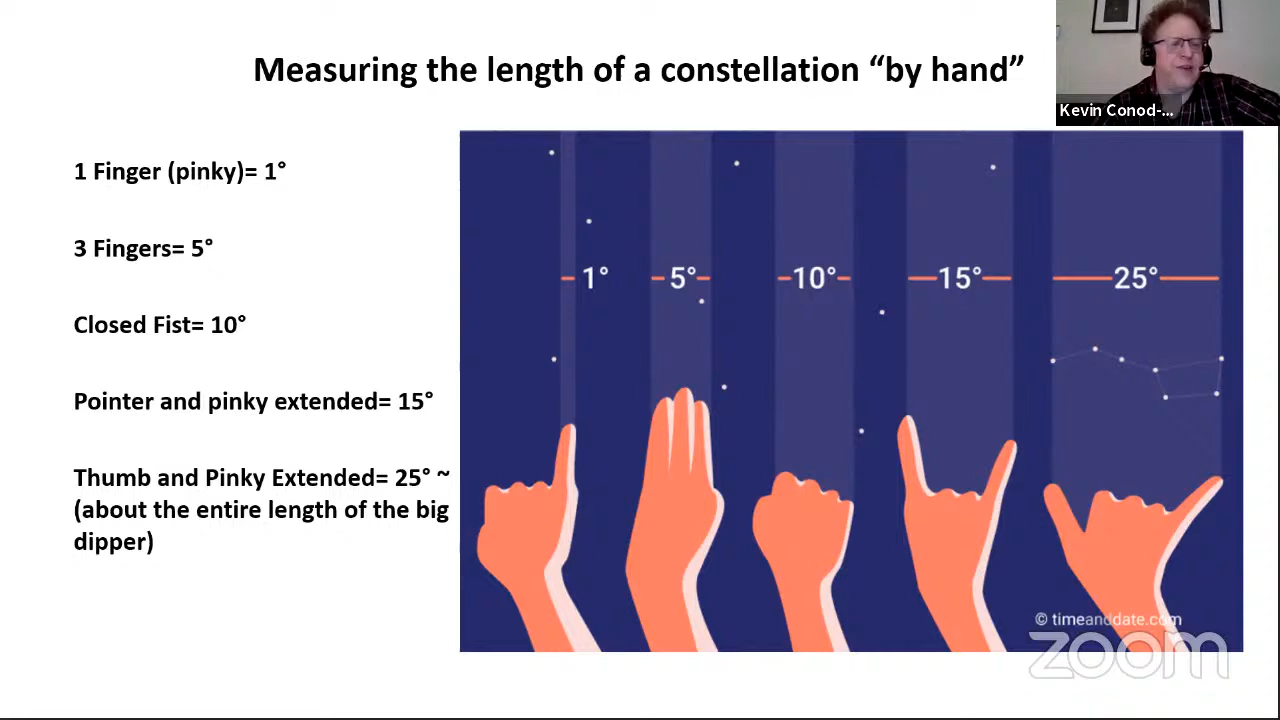 Measuring the length of a constellation “by hand”
Kevin Conod-...
1 Finger (pinky)= 1°
3 Fingers= 5°
Closed Fist= 10°
Pointer and pinky extended= 15°
Thumb and Pinky Extended= 25° ~
(about the entire length of the big
dipper)
1° 5° 10° 15° 25°
© timeanddate.com
zoom